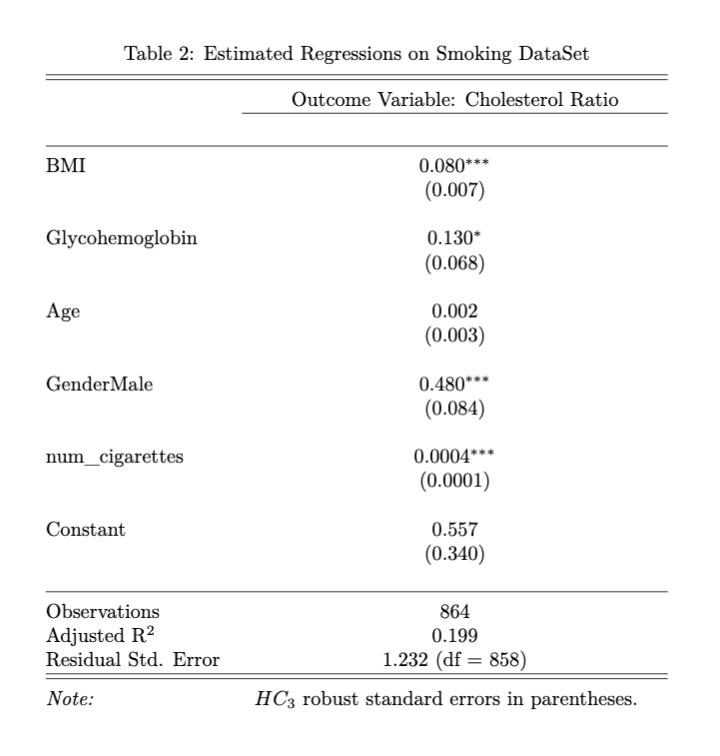 Table 2: Estimated Regressions on Smoking DataSet
Outcome Variable: Cholesterol Ratio
BMI 0.080***
(0.007)
Glycohemoglobin 0.130*
(0.068)
Age 0.002
(0.003)
GenderMale 0.480***
(0.084)
num_cigarettes 0.0004***
(0.0001)
Constant 0.557
(0.340)
Observations 864
Adjusted R² 0.199
Residual Std. Error 1.232 (df = 858)
Note: HC₃ robust standard errors in parentheses.